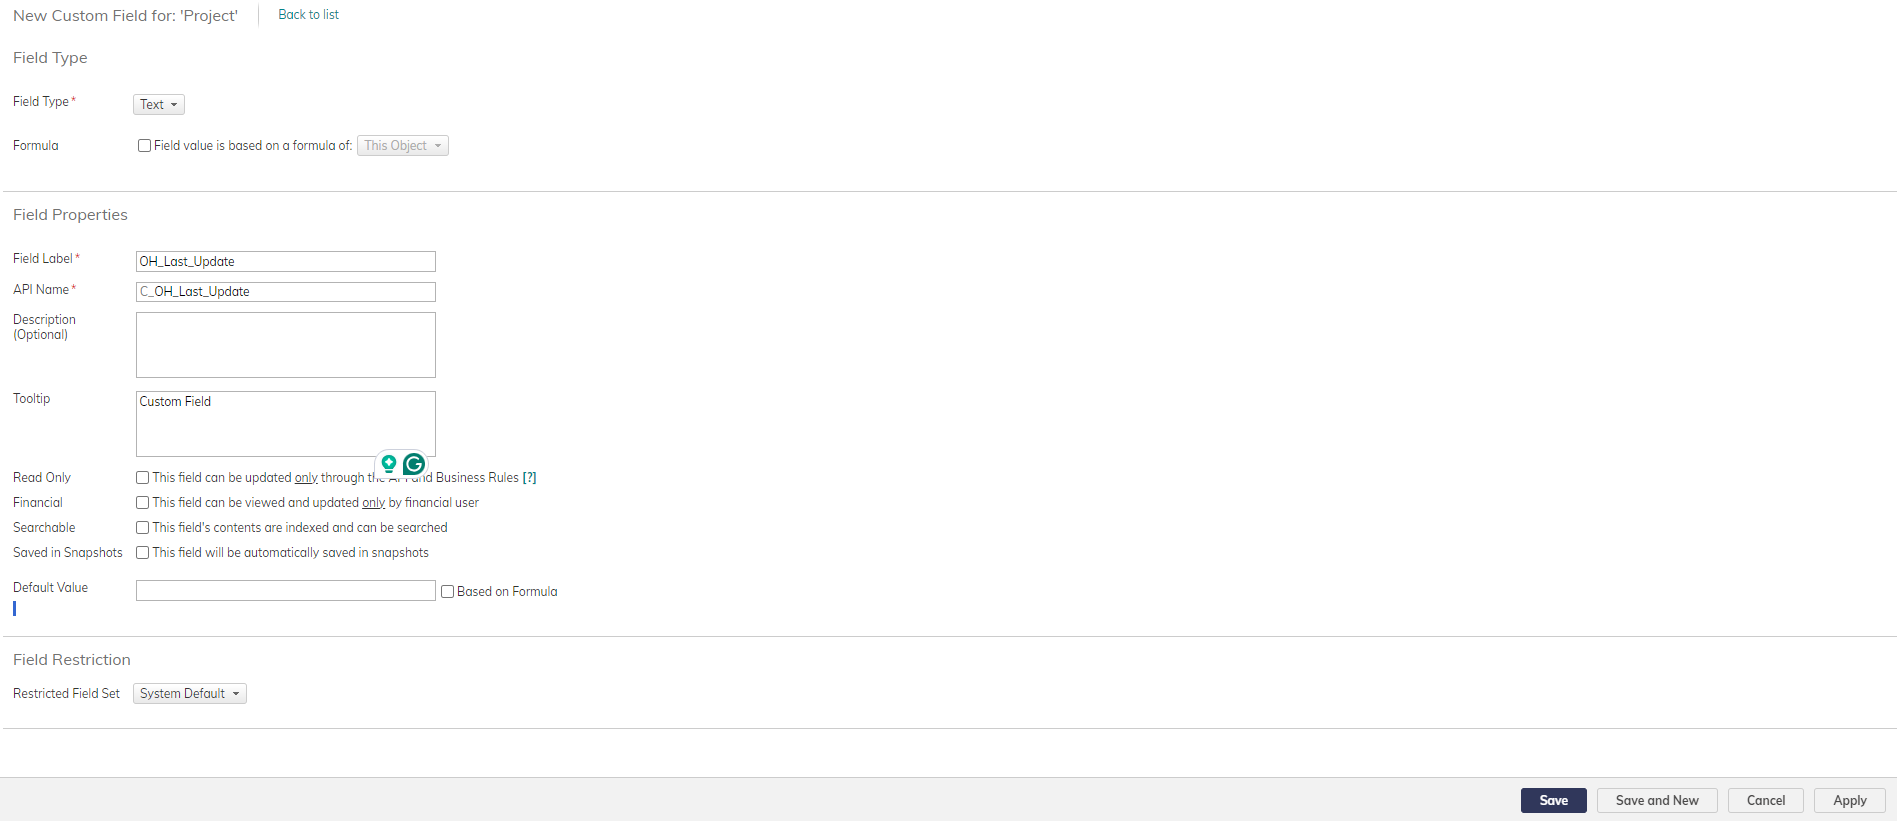 New Custom Field for: 'Project' Back to list
Field Type
Field Type* Text
Formula Field value is based on a formula of: This Object
Field Properties
Field Label* OH_Last_Update
API Name* C_OH_Last_Update
Description
(Optional)
Tooltip Custom Field
Read Only This field can be updated only through and Business Rules [?]
Financial This field can be viewed and updated only by financial user
Searchable This field's contents are indexed and can be searched
Saved in Snapshots This field will be automatically saved in snapshots
Default Value Based on Formula
Field Restriction
Restricted Field Set System Default
Save Save and New Cancel Apply